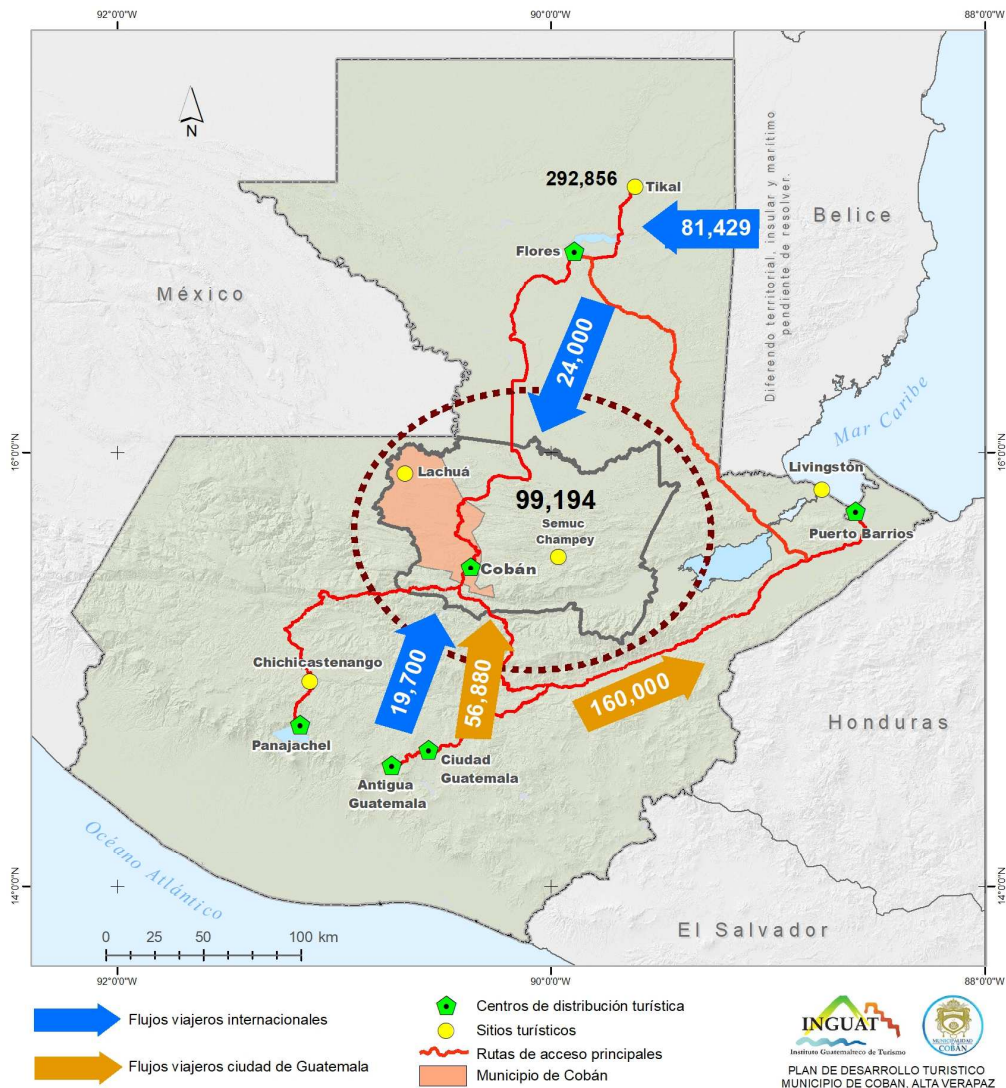 92°0'0"W
90°0'0"W
88°0'0"W
N
292,856
Tikal
81,429
Belice
Flores
México
Diferendo territorial, insular y marítimo
pendiente de resolver.
24,000
Mar Caribe
16°0'0"N
16°0'0"N
Lachuá
Livingstón
99,194
Semuc
Champey
Puerto Barrios
Cobán
19,700
56,880
160,000
Chichicastenango
Honduras
Panajachel
Ciudad
Guatemala
Antigua
Guatemala
Océano Atlántico
14°0'0"N
14°0'0"N
El Salvador
0 25 50 100 km
92°0'0"W
90°0'0"W
88°0'0"W
Flujos viajeros internacionales
Flujos viajeros ciudad de Guatemala
Centros de distribución turística
Sitios turísticos
Rutas de acceso principales
Municipio de Cobán
INGUAT
Instituto Guatemalteco de Turismo
MUNICIPALIDAD
COBÁN
PLAN DE DESARROLLO TURISTICO
MUNICIPIO DE COBAN. ALTA VERAPAZ